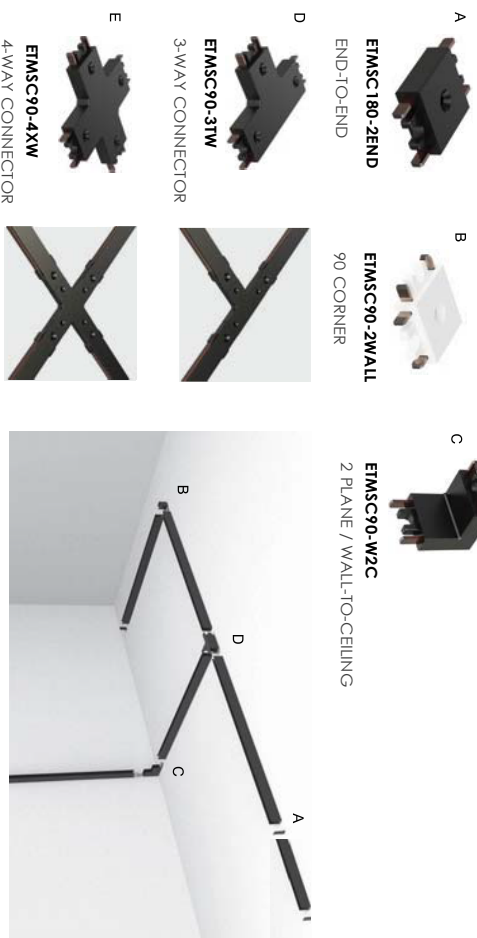 A
ETMSC180-2END
END-TO-END
B
ETMSC90-2WALL
90 CORNER
C
ETMSC90-W2C
2 PLANE / WALL-TO-CEILING
D
ETMSC90-3TW
3-WAY CONNECTOR
E
ETMSC90-4XW
4-WAY CONNECTOR
A
D
B
C